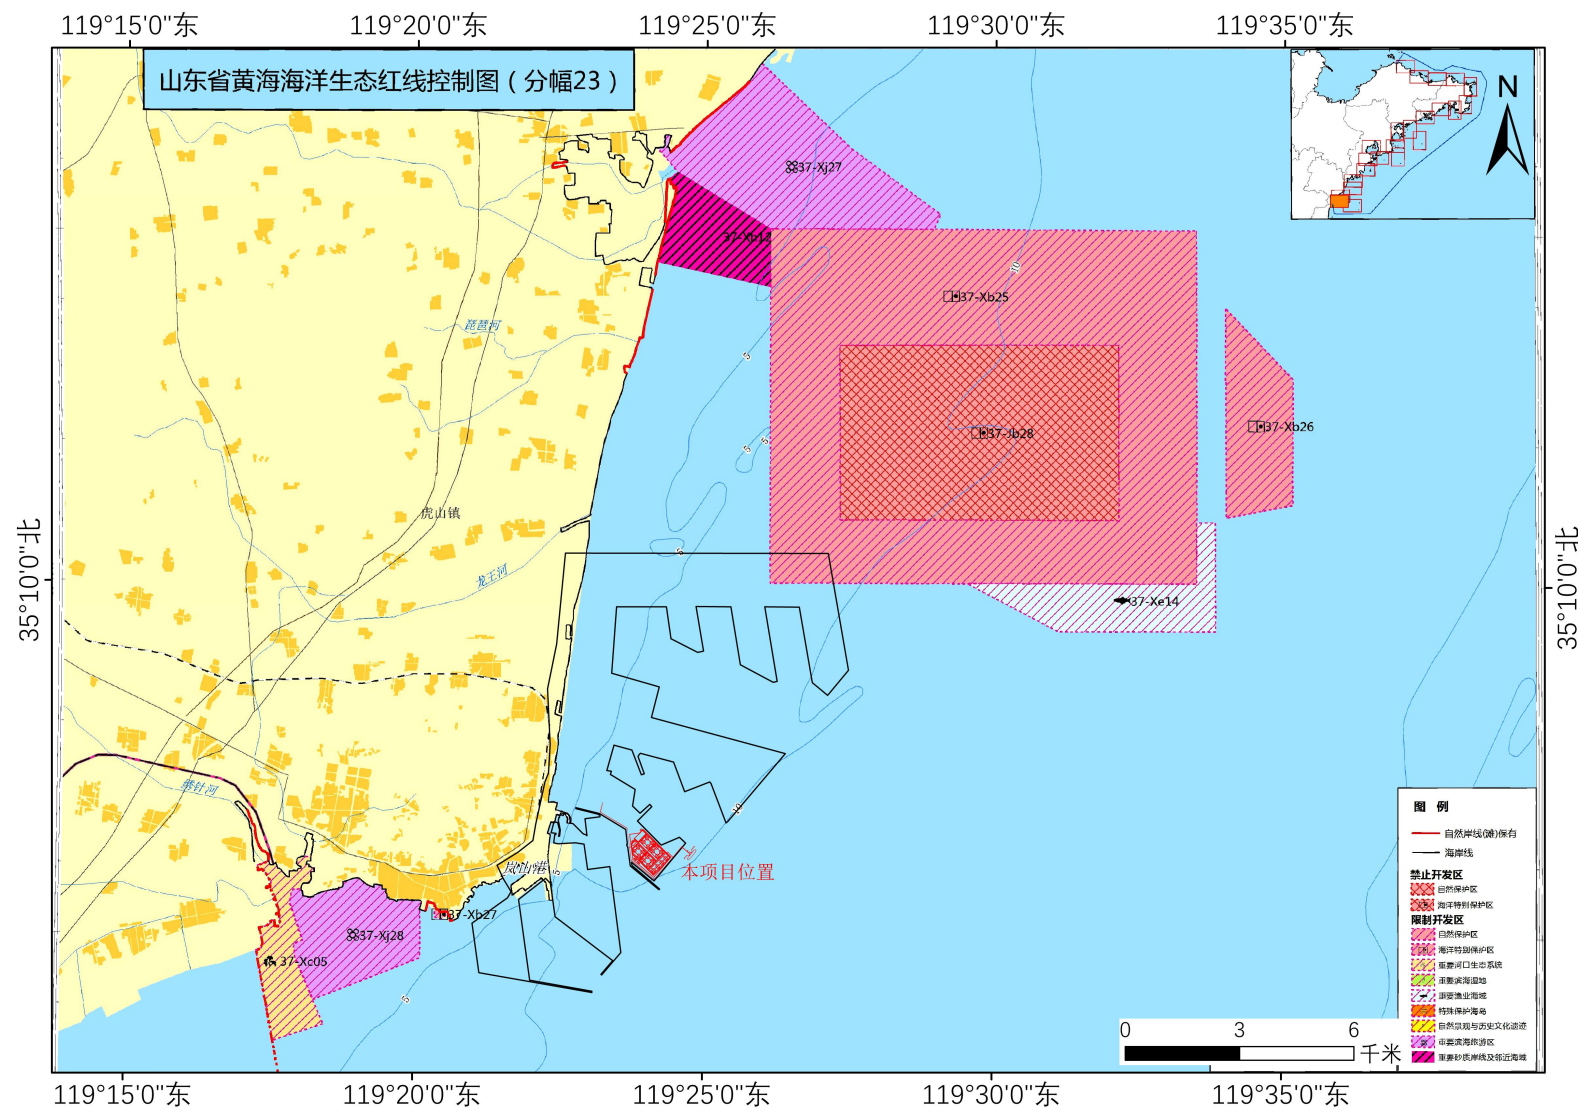 119°15'0"东
119°20'0"东
119°25'0"东
119°30'0"东
119°35'0"东
山东省黄海海洋生态红线控制图（分幅23）
N
37-Xj27
37-Xb12
10
37-Xb25
琵琶河
5
37-Xb26
5
5
37-Jb28
虎山镇
35°10'0"北
35°10'0"北
5
龙王河
37-Xe14
绣针河
10
图 例
自然岸线(滩)保有
海岸线
禁止开发区
自然保护区
海洋特别保护区
限制开发区
自然保护区
海洋特别保护区
重要河口生态系统
重要滨海湿地
重要渔业海域
特殊保护海岛
自然景观与历史文化遗迹
重要滨海旅游区
重要砂质岸线及邻近海域
岚山港
5
本项目位置
37-Xb27
37-Xj28
37-Xc05
5
0 3 6
千米
119°15'0"东
119°20'0"东
119°25'0"东
119°30'0"东
119°35'0"东